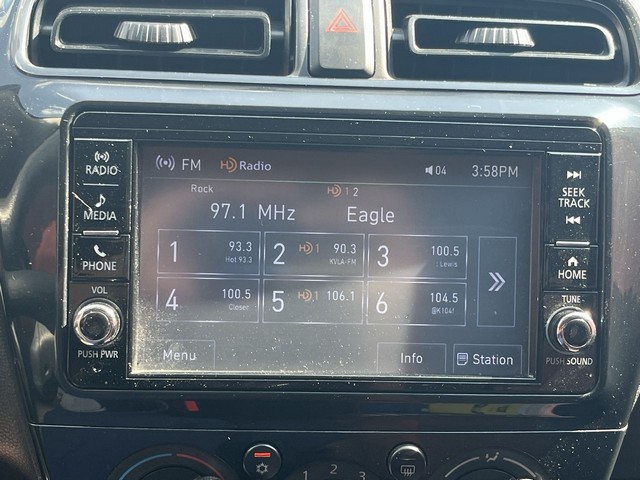 RADIO
MEDIA
PHONE
VOL
PUSH PWR
FM HD Radio 04 3:58PM
Rock HD 1 2
97.1 MHz Eagle
1 93.3 Hot 93.3
2 HD 1 90.3 KVLA-FM
3 100.5 : Lewis
4 100.5 Closer
5 HD 1 106.1
6 104.5 @K104!
Menu Info Station
SEEK
TRACK
HOME
TUNE
PUSH SOUND
1 2 3